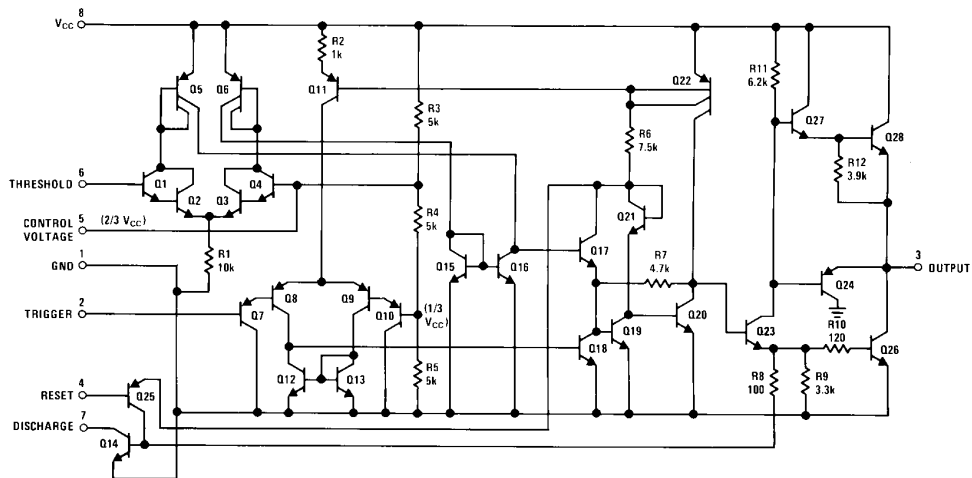 8
VCC
R2
1k
Q5
Q6
Q11
Q22
R11
6.2k
Q27
Q28
R3
5k
R6
7.5k
R12
3.9k
6
THRESHOLD
Q1
Q2
Q3
Q4
5
CONTROL VOLTAGE
(2/3 VCC)
R4
5k
Q21
1
GND
R1
10k
Q15
Q16
Q17
R7
4.7k
3
OUTPUT
Q24
2
TRIGGER
Q7
Q8
Q9
Q10
(1/3
VCC)
Q18
Q19
Q20
Q23
R10
120
Q26
Q12
Q13
R5
5k
R8
100
R9
3.3k
4
RESET
Q25
7
DISCHARGE
Q14